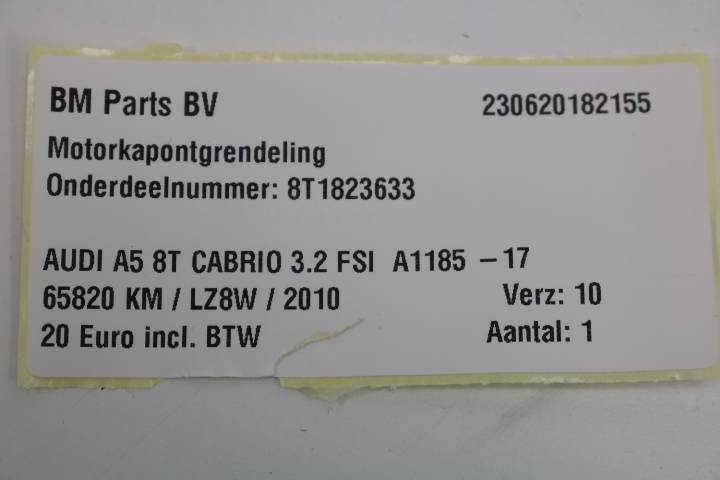 BM Parts BV 230620182155
Motorkapontgrendeling
Onderdeelnummer: 8T1823633
AUDI A5 8T CABRIO 3.2 FSI A1185 - 17
65820 KM / LZ8W / 2010 Verz: 10
20 Euro incl. BTW Aantal: 1